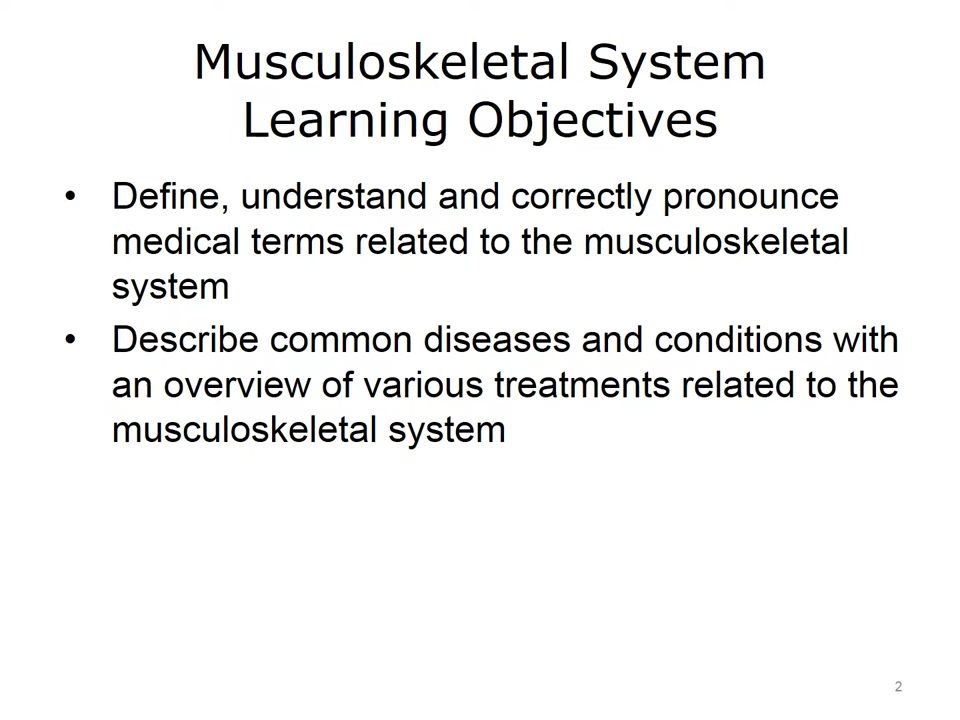 Musculoskeletal System
Learning Objectives
• Define, understand and correctly pronounce
medical terms related to the musculoskeletal
system
• Describe common diseases and conditions with
an overview of various treatments related to the
musculoskeletal system
2